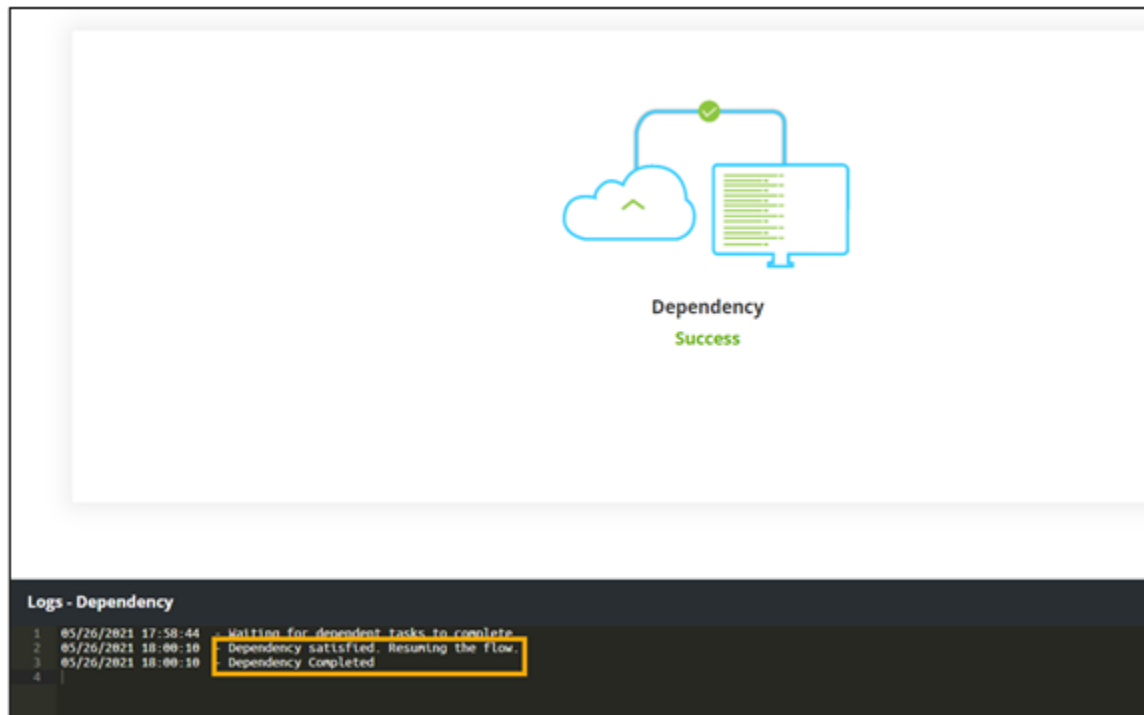 Dependency
Success
Logs - Dependency
1 05/26/2021 17:58:44 - Waiting for dependent tasks to complete
2 05/26/2021 18:00:10 - Dependency satisfied. Resuming the flow.
3 05/26/2021 18:00:10 - Dependency Completed
4